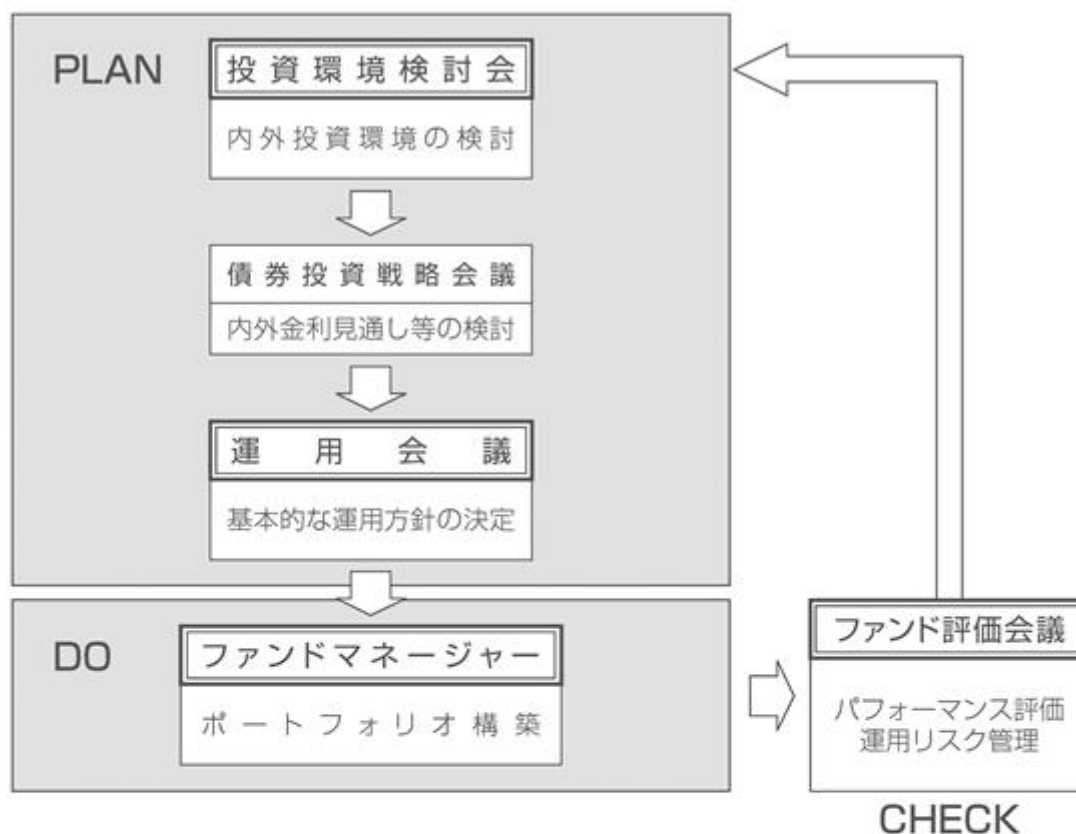 PLAN
投資環境検討会
内外投資環境の検討
債券投資戦略会議
内外金利見通し等の検討
運用会議
基本的な運用方針の決定
DO
ファンドマネージャー
ポートフォリオ構築
ファンド評価会議
パフォーマンス評価
運用リスク管理
CHECK